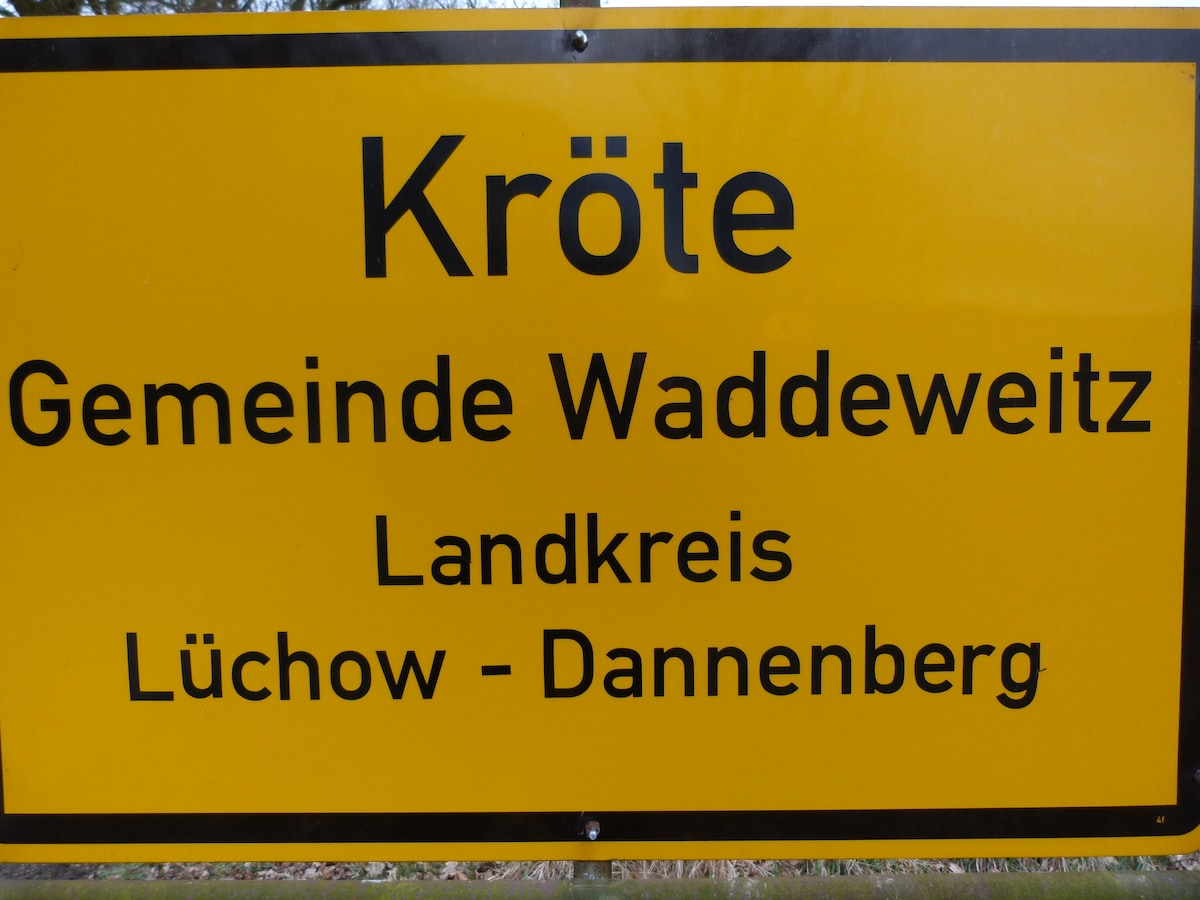 Kröte
Gemeinde Waddeweitz
Landkreis
Lüchow - Dannenberg